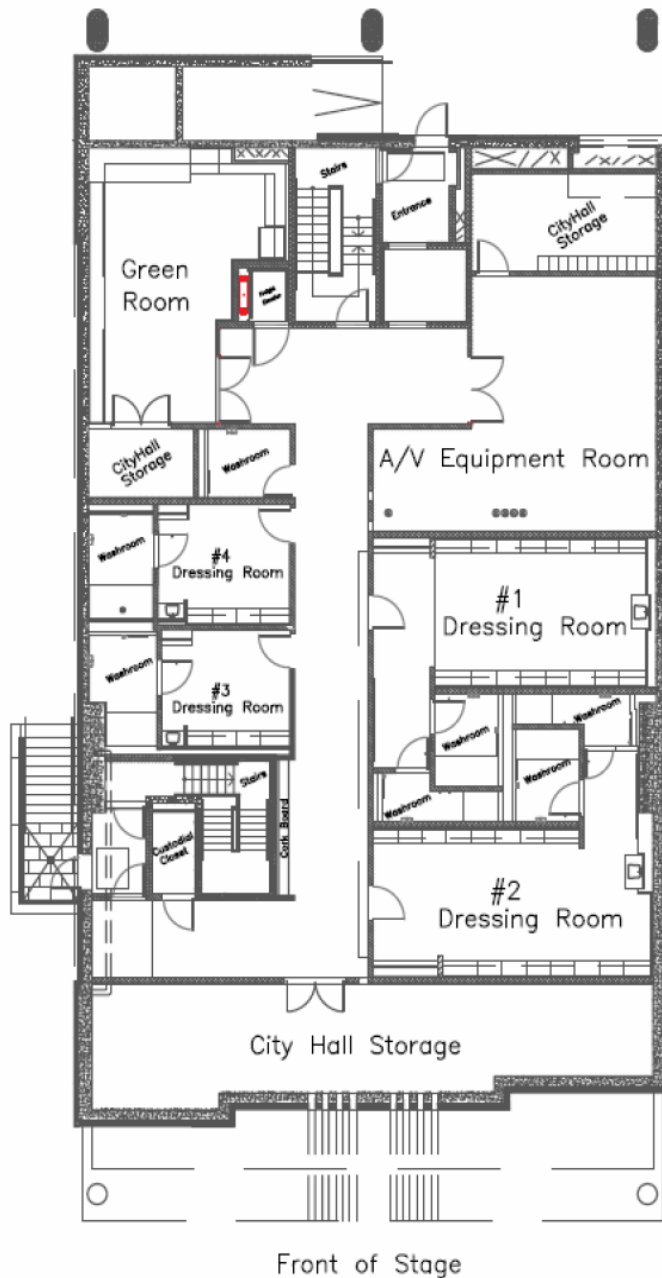 Stairs
Entrance
CityHall
Storage
Green
Room
CityHall
Storage
Washroom
A/V Equipment Room
Washroom
#4
Dressing Room
#1
Dressing Room
Washroom
#3
Dressing Room
Washroom
Washroom
Washroom
Washroom
Stairs
Custodial
Closet
Cork Board
#2
Dressing Room
City Hall Storage
Front of Stage